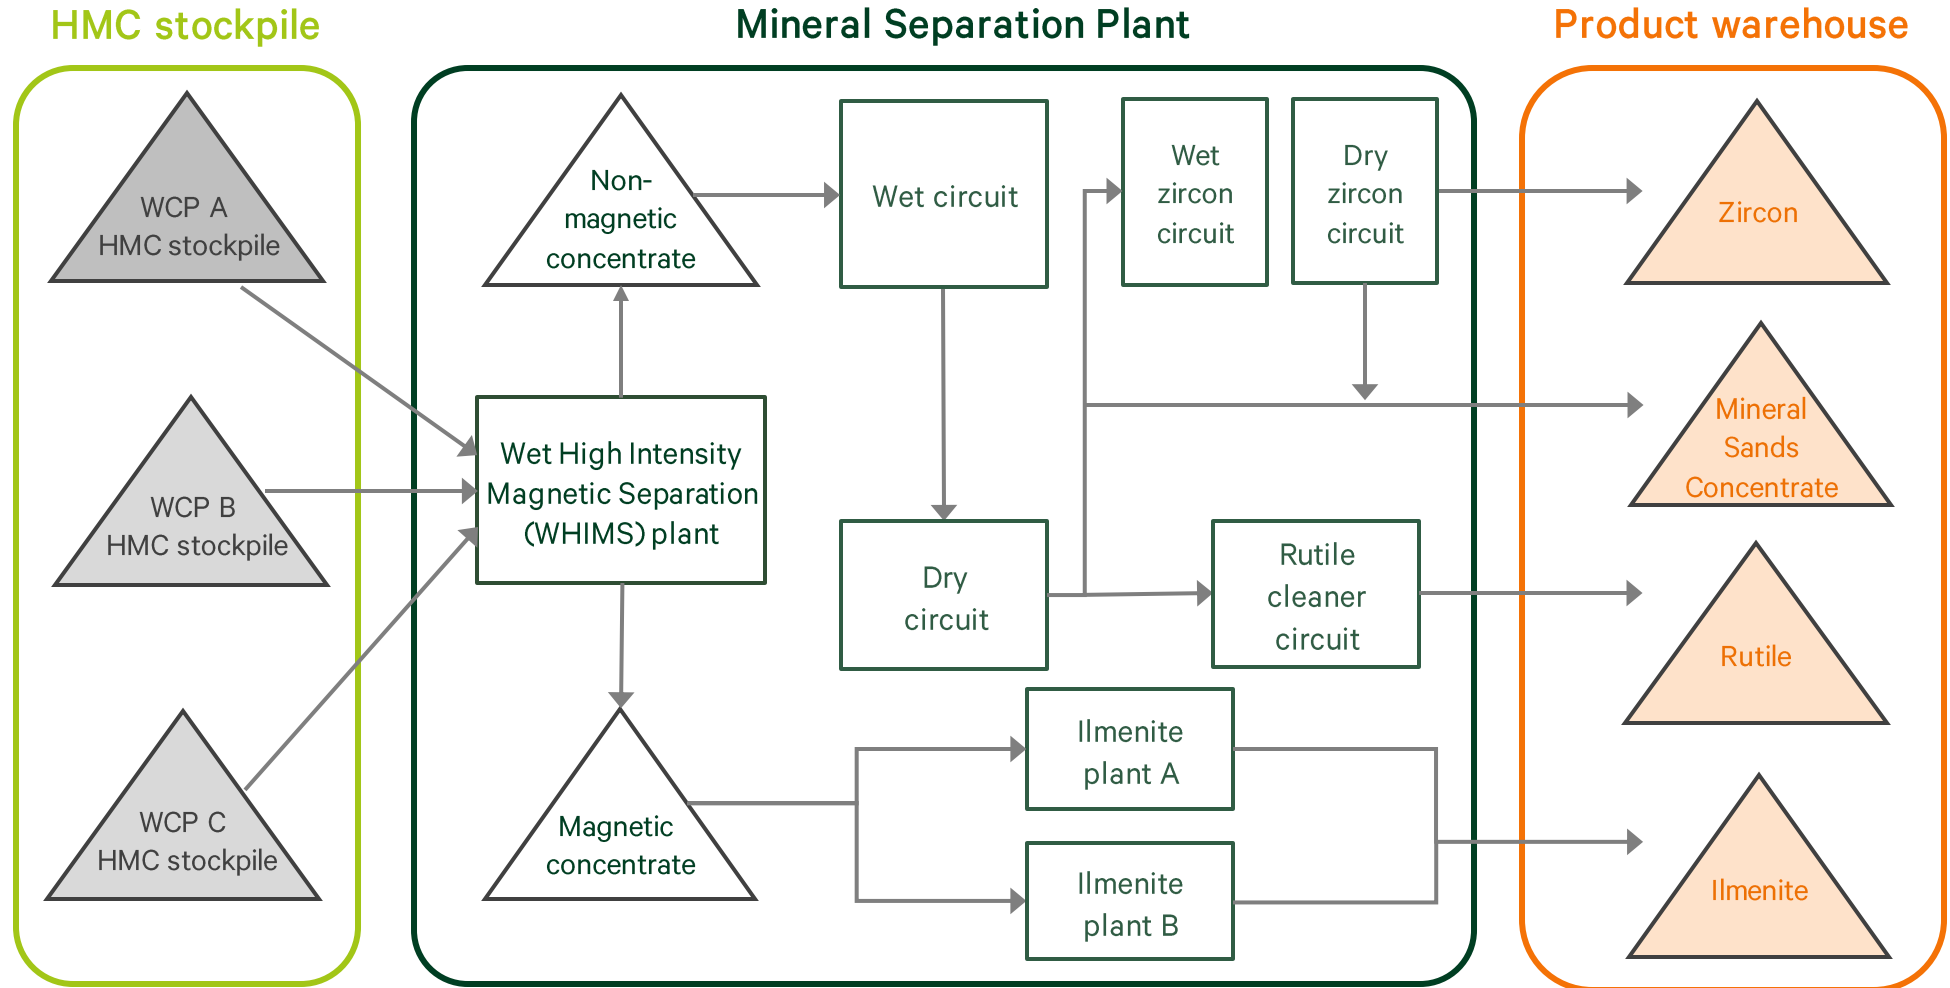 HMC stockpile
Mineral Separation Plant
Product warehouse
WCP A
HMC stockpile
WCP B
HMC stockpile
WCP C
HMC stockpile
Non-
magnetic
concentrate
Wet High Intensity
Magnetic Separation
(WHIMS) plant
Magnetic
concentrate
Wet circuit
Dry
circuit
Wet
zircon
circuit
Dry
zircon
circuit
Rutile
cleaner
circuit
Ilmenite
plant A
Ilmenite
plant B
Zircon
Mineral
Sands
Concentrate
Rutile
Ilmenite